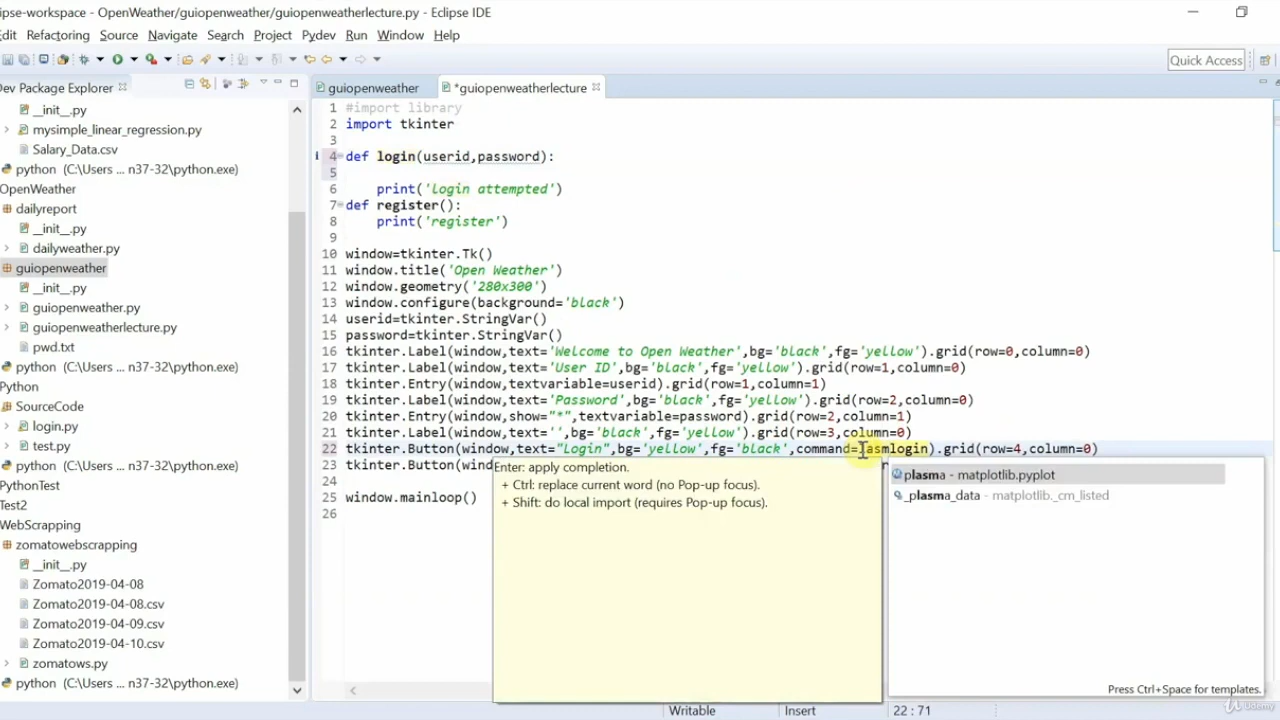 ipse-workspace - OpenWeather/guiopenweather/guiopenweatherlecture.py - Eclipse IDE
dit Refactoring Source Navigate Search Project Pydev Run Window Help
Quick Access
Dev Package Explorer
guiopenweather
*guiopenweatherlecture
__init__.py
mysimple_linear_regression.py
Salary_Data.csv
python (C:\Users ... n37-32\python.exe)
OpenWeather
dailyreport
__init__.py
dailyweather.py
guiopenweather
__init__.py
guiopenweather.py
guiopenweatherlecture.py
pwd.txt
python (C:\Users ... n37-32\python.exe)
Python
SourceCode
login.py
test.py
python (C:\Users ... n37-32\python.exe)
PythonTest
Test2
WebScrapping
zomatowebscrapping
__init__.py
Zomato2019-04-08
Zomato2019-04-08.csv
Zomato2019-04-09.csv
Zomato2019-04-10.csv
zomatows.py
python (C:\Users ... n37-32\python.exe)
1 #import library
2 import tkinter
3
4 def login(userid,password):
5
6     print('login attempted')
7 def register():
8     print('register')
9
10 window=tkinter.Tk()
11 window.title('Open Weather')
12 window.geometry('280x300')
13 window.configure(background='black')
14 userid=tkinter.StringVar()
15 password=tkinter.StringVar()
16 tkinter.Label(window,text='Welcome to Open Weather',bg='black',fg='yellow').grid(row=0,column=0)
17 tkinter.Label(window,text='User ID',bg='black',fg='yellow').grid(row=1,column=0)
18 tkinter.Entry(window,textvariable=userid).grid(row=1,column=1)
19 tkinter.Label(window,text='Password',bg='black',fg='yellow').grid(row=2,column=0)
20 tkinter.Entry(window,show="*",textvariable=password).grid(row=2,column=1)
21 tkinter.Label(window,text='',bg='black',fg='yellow').grid(row=3,column=0)
22 tkinter.Button(window,text="Login",bg='yellow',fg='black',command=lasmlogin).grid(row=4,column=0)
23 tkinter.Button(wind
24
25 window.mainloop()
26
Enter: apply completion.
+ Ctrl: replace current word (no Pop-up focus).
+ Shift: do local import (requires Pop-up focus).
plasma - matplotlib.pyplot
_plasma_data - matplotlib._cm_listed
Press Ctrl+Space for templates.
Writable
Insert
22 : 71
Udemy